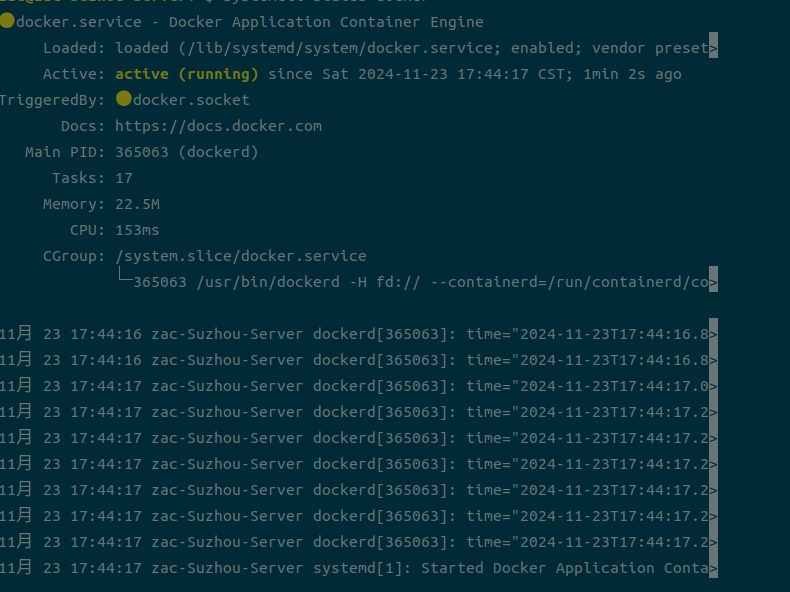 ●docker.service - Docker Application Container Engine
Loaded: loaded (/lib/systemd/system/docker.service; enabled; vendor preset>
Active: active (running) since Sat 2024-11-23 17:44:17 CST; 1min 2s ago
TriggeredBy: ●docker.socket
Docs: https://docs.docker.com
Main PID: 365063 (dockerd)
Tasks: 17
Memory: 22.5M
CPU: 153ms
CGroup: /system.slice/docker.service
└─365063 /usr/bin/dockerd -H fd:// --containerd=/run/containerd/co>
11月 23 17:44:16 zac-Suzhou-Server dockerd[365063]: time="2024-11-23T17:44:16.8>
11月 23 17:44:16 zac-Suzhou-Server dockerd[365063]: time="2024-11-23T17:44:16.8>
11月 23 17:44:17 zac-Suzhou-Server dockerd[365063]: time="2024-11-23T17:44:17.0>
11月 23 17:44:17 zac-Suzhou-Server dockerd[365063]: time="2024-11-23T17:44:17.2>
11月 23 17:44:17 zac-Suzhou-Server dockerd[365063]: time="2024-11-23T17:44:17.2>
11月 23 17:44:17 zac-Suzhou-Server dockerd[365063]: time="2024-11-23T17:44:17.2>
11月 23 17:44:17 zac-Suzhou-Server dockerd[365063]: time="2024-11-23T17:44:17.2>
11月 23 17:44:17 zac-Suzhou-Server dockerd[365063]: time="2024-11-23T17:44:17.2>
11月 23 17:44:17 zac-Suzhou-Server dockerd[365063]: time="2024-11-23T17:44:17.2>
11月 23 17:44:17 zac-Suzhou-Server systemd[1]: Started Docker Application Conta>